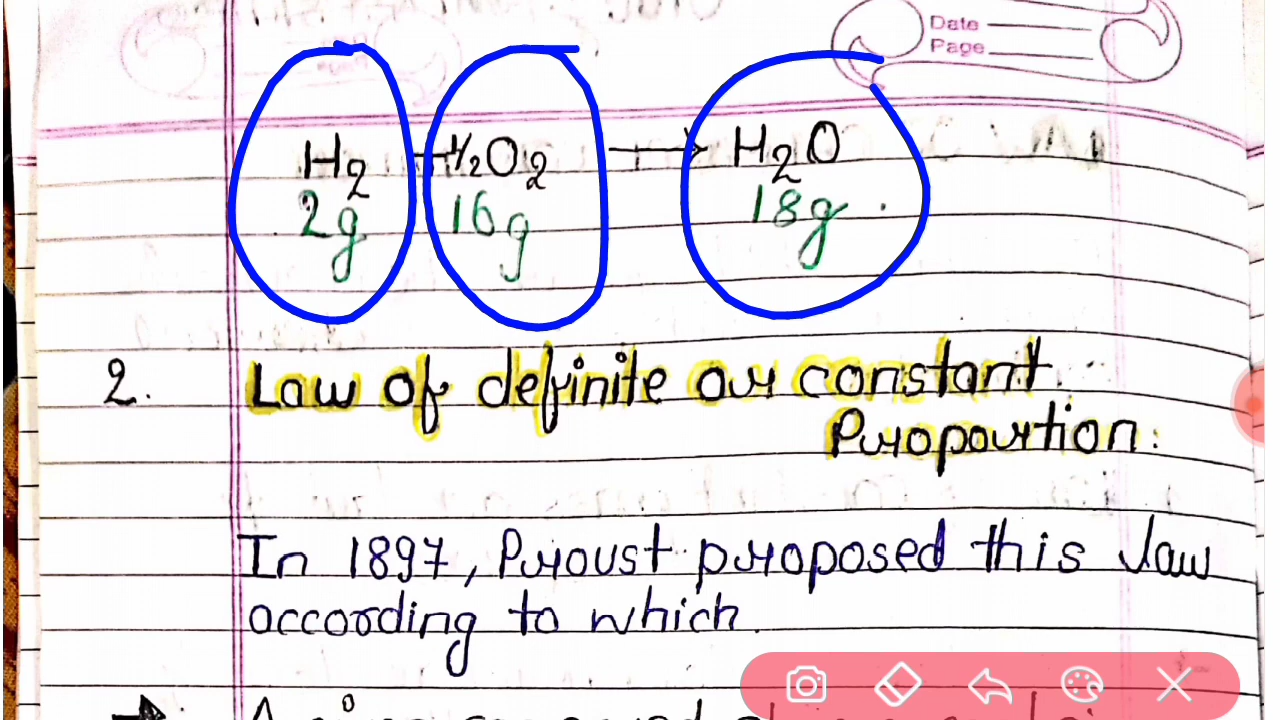 Date
Page
H2 + 1/2O2 → H2O
2g 16g 18g.
2. Law of definite or constant
Proportion:
In 1897, Proust proposed this law
according to which